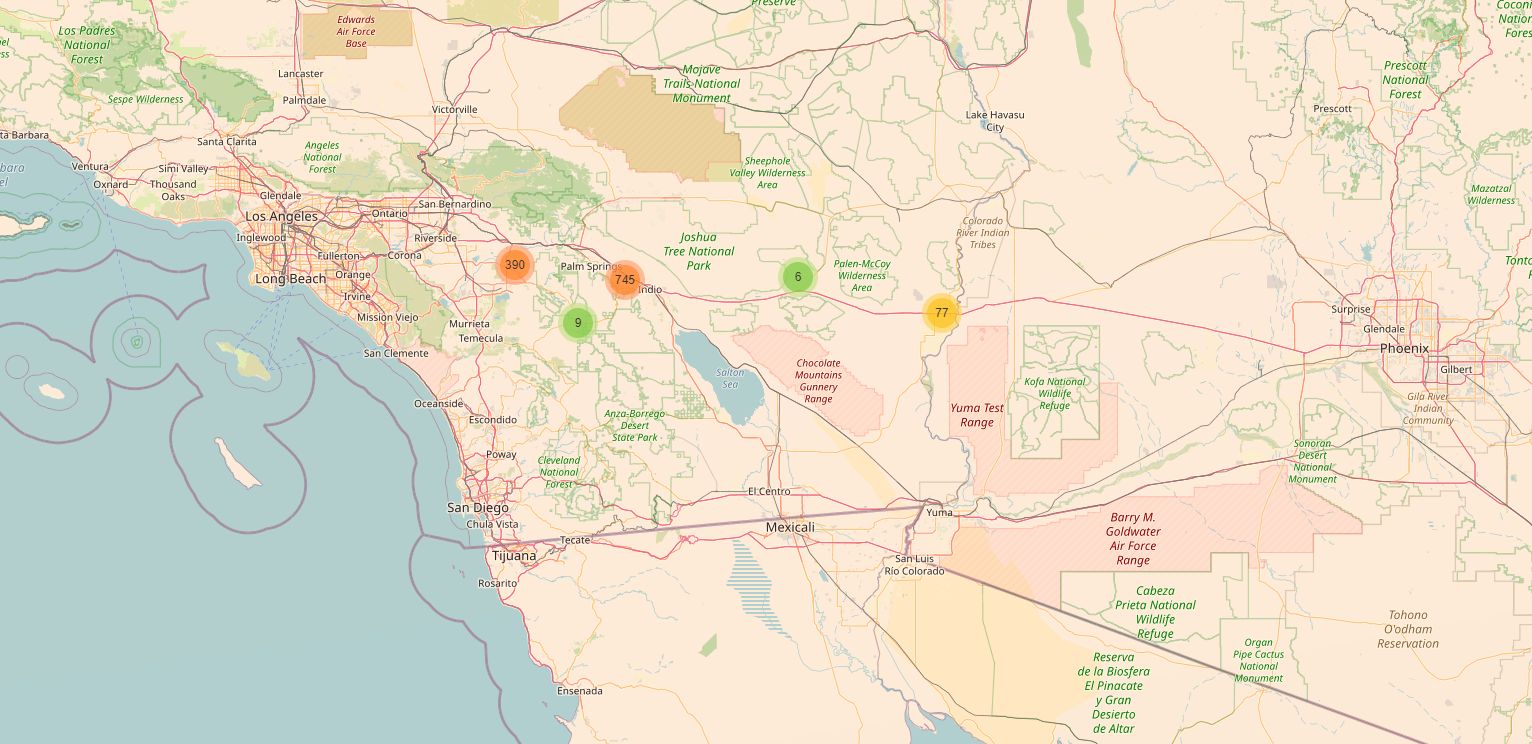 Preserve
Edwards
Air Force
Base
Los Padres
National
Forest
Lancaster
Mojave
Trails National
Monument
Prescott
National
Forest
Sespe Wilderness
Palmdale
Victorville
Lake Havasu
City
Prescott
ta Barbara
Santa Clarita
Angeles
National
Forest
Ventura
Simi Valley
Oxnard
Thousand
Oaks
Sheephole
Valley Wilderness
Area
Mazatzal
Wilderness
Glendale
San Bernardino
Los Angeles
Ontario
Inglewood
Riverside
Colorado
River Indian
Tribes
Fullerton
Corona
Joshua
Tree National
Park
390
Palm Springs
745
Indio
6
Palen-McCoy
Wilderness
Area
Long Beach
Orange
Irvine
Mission Viejo
Murrieta
Temecula
9
77
Surprise
Glendale
Phoenix
Gilbert
San Clemente
Salton
Sea
Chocolate
Mountains
Gunnery
Range
Kofa National
Wildlife
Refuge
Yuma Test
Range
Gila River
Indian
Community
Oceanside
Escondido
Anza-Borrego
Desert
State Park
Poway
Cleveland
National
Forest
Sonoran
Desert
National
Monument
El Centro
San Diego
Chula Vista
Mexicali
Yuma
Barry M.
Goldwater
Air Force
Range
Tecate
Tijuana
San Luis
Río Colorado
Rosarito
Cabeza
Prieta National
Wildlife
Refuge
Tohono
O'odham
Reservation
Organ
Pipe Cactus
National
Monument
Reserva
de la Biosfera
El Pinacate
y Gran
Desierto
de Altar
Ensenada